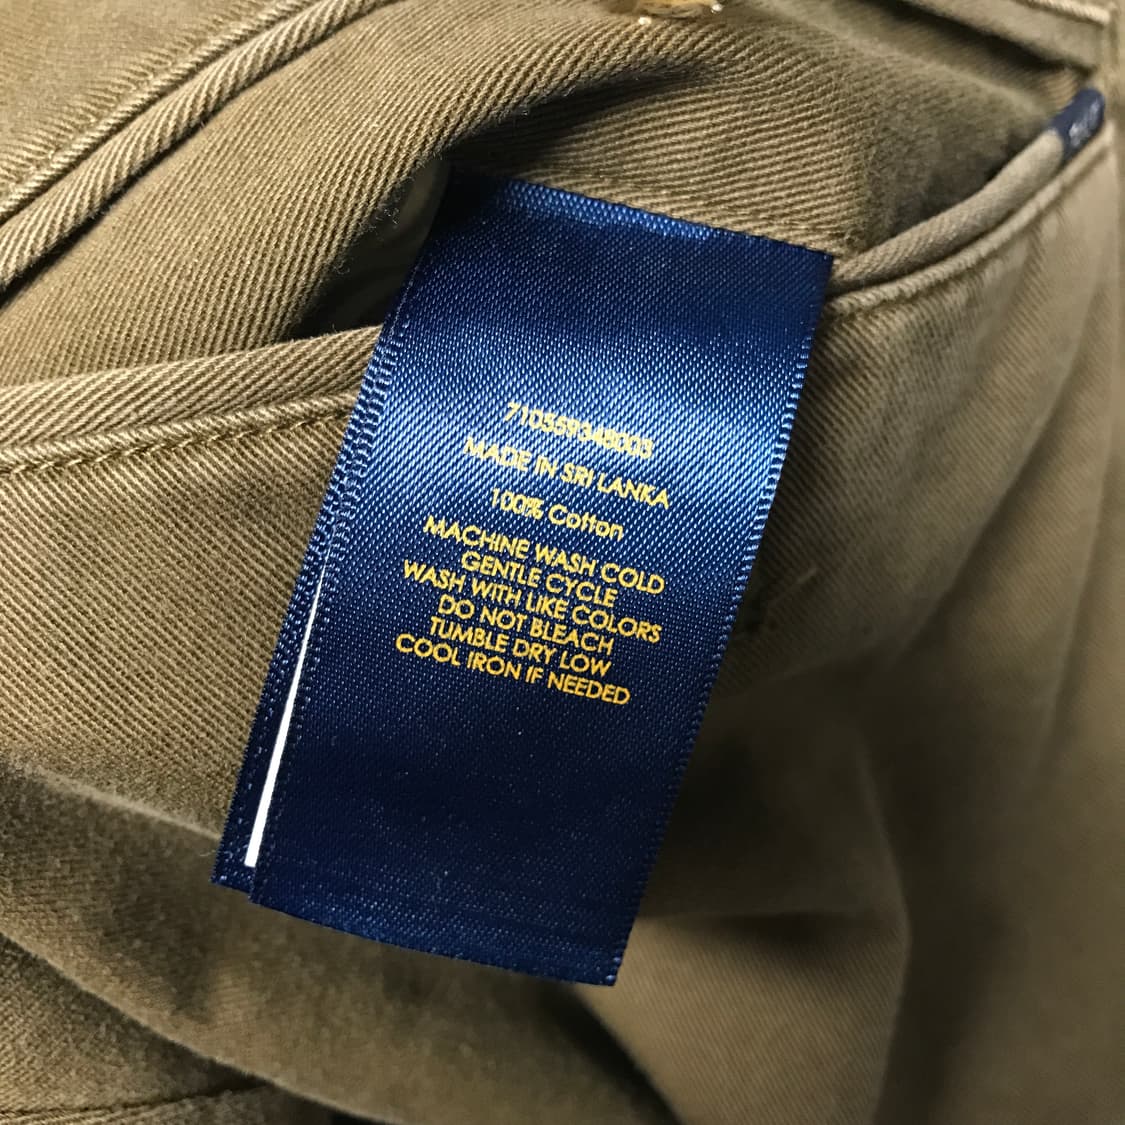 710559348003
MADE IN SRI LANKA
100% Cotton
MACHINE WASH COLD
GENTLE CYCLE
WASH WITH LIKE COLORS
DO NOT BLEACH
TUMBLE DRY LOW
COOL IRON IF NEEDED